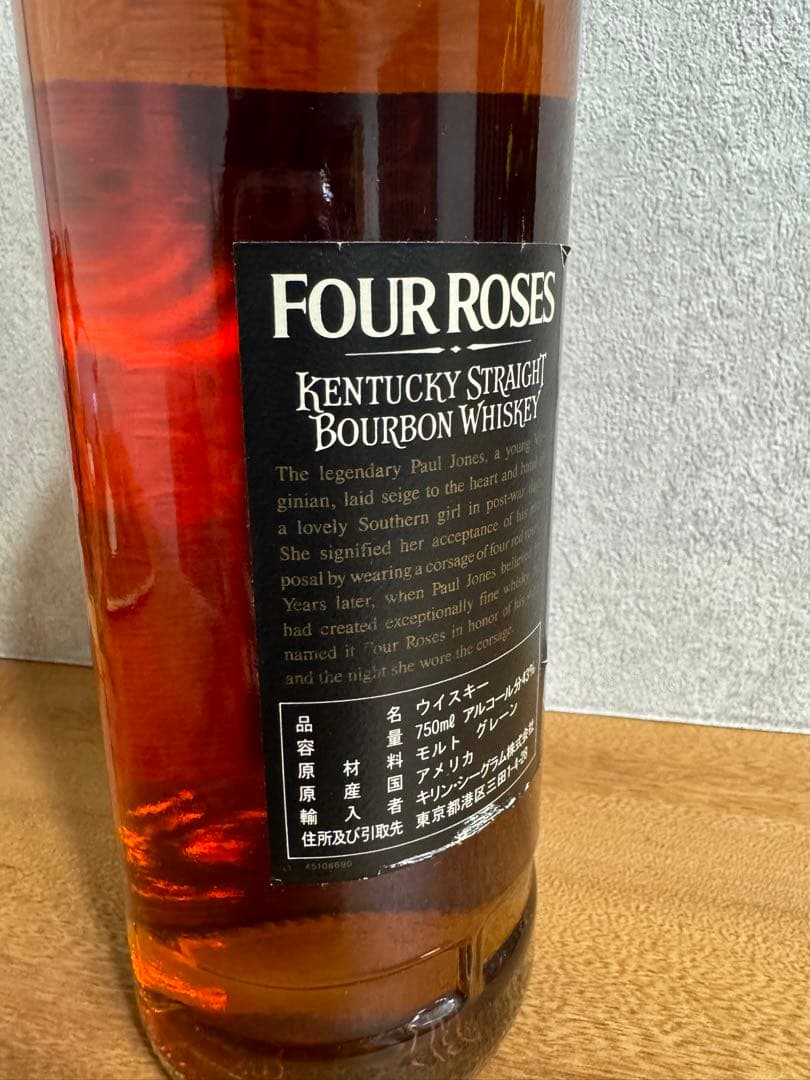 FOUR ROSES
KENTUCKY STRAIGHT
BOURBON WHISKEY
The legendary Paul Jones, a young
ginian, laid seige to the heart and
a lovely Southern girl in post-war
She signified her acceptance of his
posal by wearing a corsage of four red
Years later, when Paul Jones believed
had created exceptionally fine whisky
named it Four Roses in honor of his
and the night she wore the corsage.
品名 ウイスキー
容量 750mℓ アルコール分43%
原材料 モルト グレーン
原産国 アメリカ
輸入者 キリン・シーグラム株式会社
住所及び引取先 東京都港区三田1-4-28
45108690